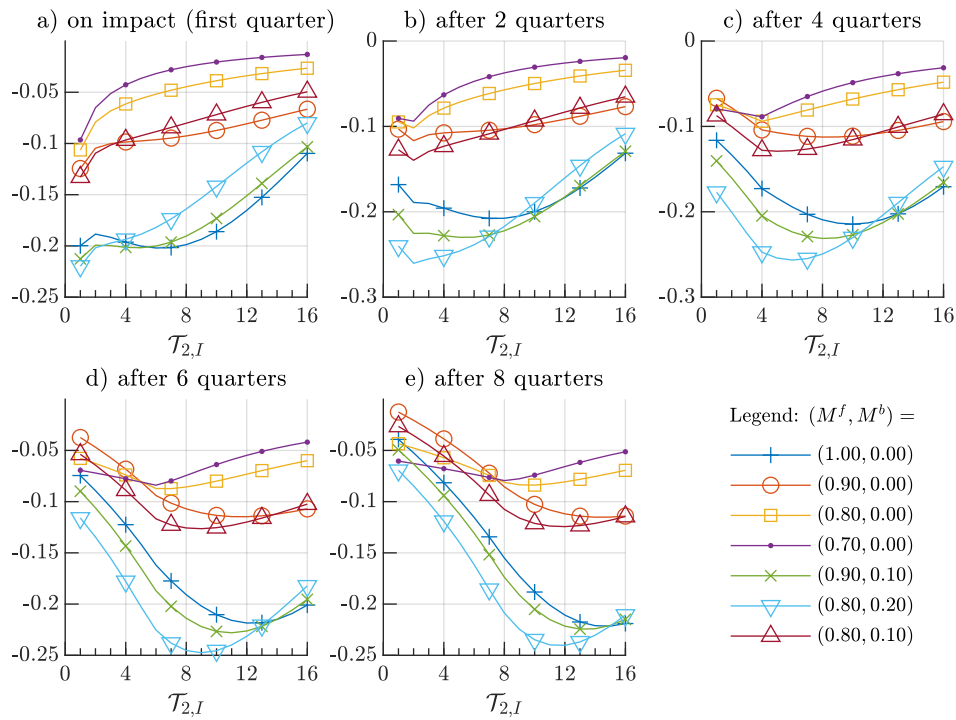 a) on impact (first quarter)
b) after 2 quarters
c) after 4 quarters
-0.05
-0.1
-0.15
-0.2
-0.25
0 4 8 12 16
𝒯2,I
0
-0.1
-0.2
-0.3
0 4 8 12 16
𝒯2,I
0
-0.1
-0.2
-0.3
0 4 8 12 16
𝒯2,I
d) after 6 quarters
e) after 8 quarters
-0.05
-0.1
-0.15
-0.2
-0.25
0 4 8 12 16
𝒯2,I
-0.05
-0.1
-0.15
-0.2
-0.25
0 4 8 12 16
𝒯2,I
Legend: (M^f, M^b) =
(1.00, 0.00)
(0.90, 0.00)
(0.80, 0.00)
(0.70, 0.00)
(0.90, 0.10)
(0.80, 0.20)
(0.80, 0.10)